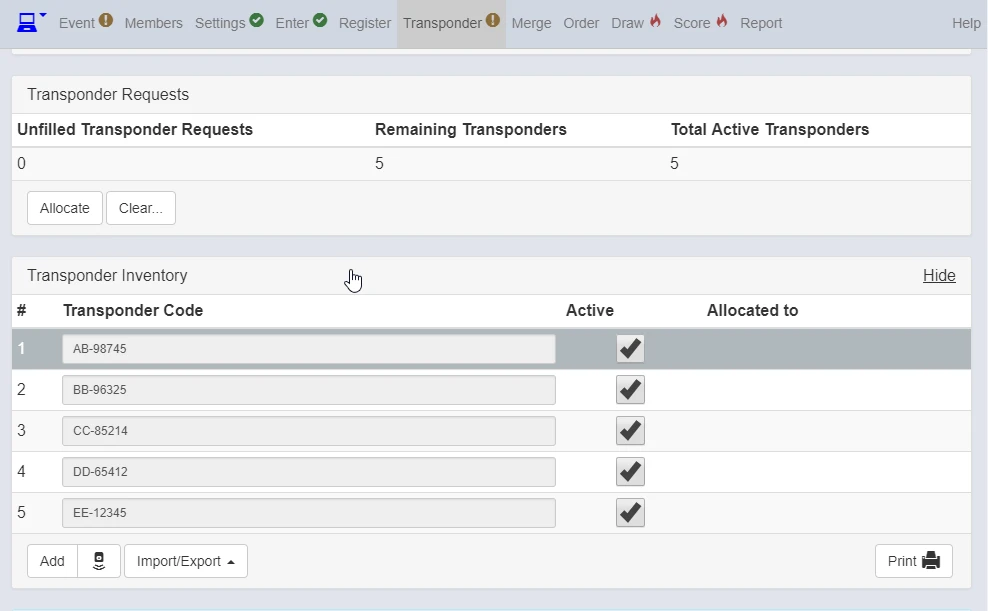 Event Members Settings Enter Register Transponder Merge Order Draw Score Report Help
Transponder Requests
Unfilled Transponder Requests Remaining Transponders Total Active Transponders
0 5 5
Allocate Clear...
Transponder Inventory Hide
# Transponder Code Active Allocated to
1 AB-98745
2 BB-96325
3 CC-85214
4 DD-65412
5 EE-12345
Add Import/Export Print